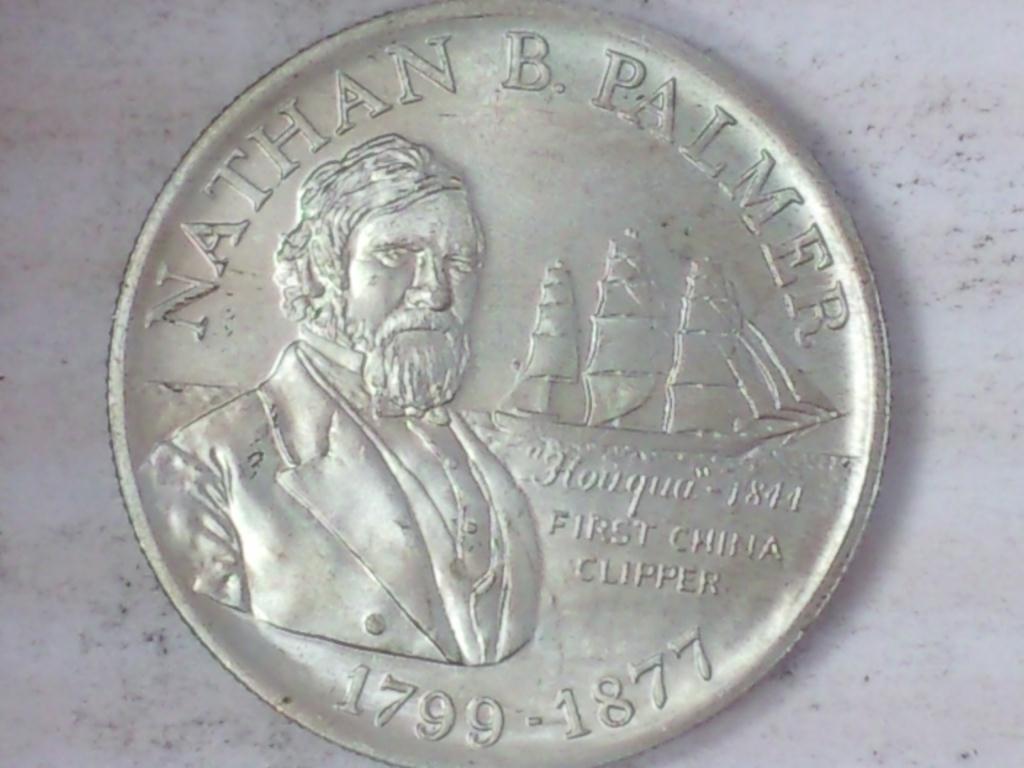 NATHAN B. PALMER
"Houqua" - 1844
FIRST CHINA
CLIPPER
1799-1877